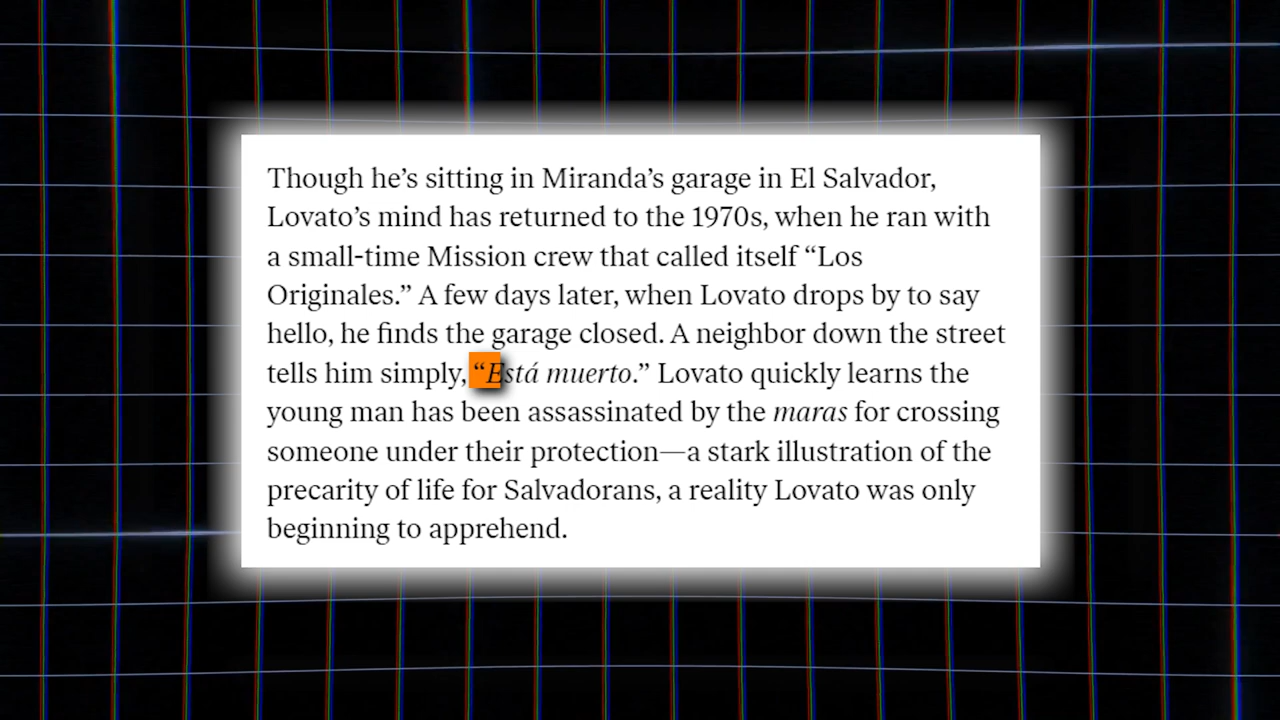 Though he’s sitting in Miranda’s garage in El Salvador,
Lovato’s mind has returned to the 1970s, when he ran with
a small-time Mission crew that called itself “Los
Originales.” A few days later, when Lovato drops by to say
hello, he finds the garage closed. A neighbor down the street
tells him simply, “Está muerto.” Lovato quickly learns the
young man has been assassinated by the maras for crossing
someone under their protection—a stark illustration of the
precarity of life for Salvadorans, a reality Lovato was only
beginning to apprehend.